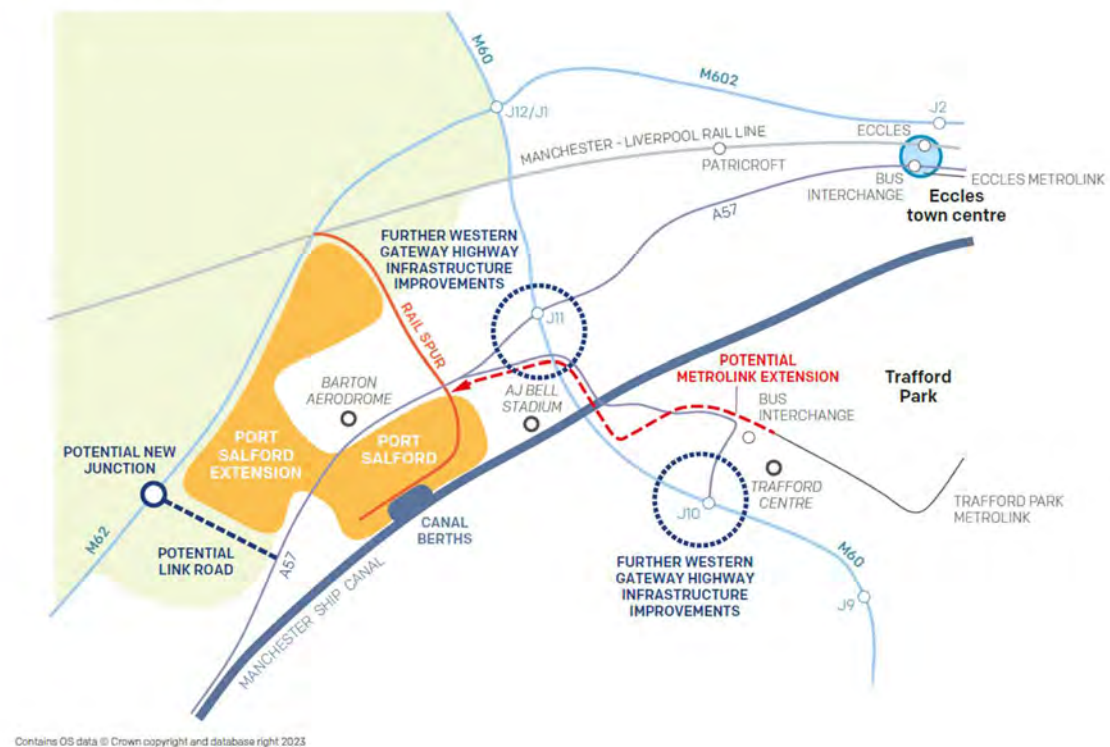 M60
M602
J12/J1
J2
ECCLES
MANCHESTER - LIVERPOOL RAIL LINE
PATRICROFT
BUS
INTERCHANGE
ECCLES METROLINK
Eccles
town centre
A57
FURTHER WESTERN
GATEWAY HIGHWAY
INFRASTRUCTURE
IMPROVEMENTS
J11
RAIL SPUR
POTENTIAL
METROLINK EXTENSION
Trafford
Park
BUS
INTERCHANGE
BARTON
AERODROME
AJ BELL
STADIUM
PORT
SALFORD
EXTENSION
PORT
SALFORD
POTENTIAL NEW
JUNCTION
TRAFFORD
CENTRE
J10
TRAFFORD PARK
METROLINK
CANAL
BERTHS
M62
POTENTIAL
LINK ROAD
A57
FURTHER WESTERN
GATEWAY HIGHWAY
INFRASTRUCTURE
IMPROVEMENTS
M60
J9
MANCHESTER SHIP CANAL
Contains OS data © Crown copyright and database right 2023